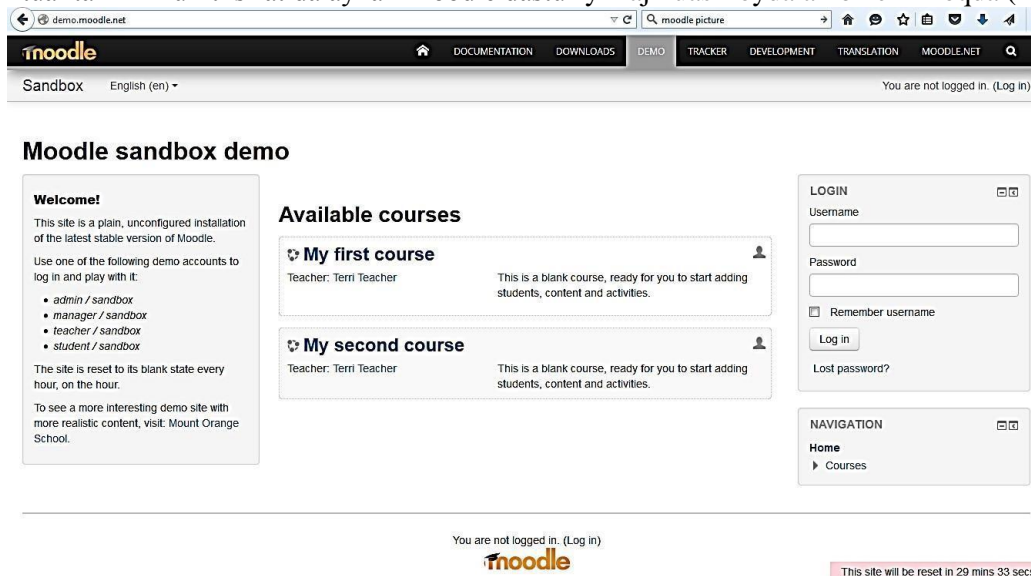 demo.moodle.net
moodle picture
moodle
DOCUMENTATION DOWNLOADS DEMO TRACKER DEVELOPMENT TRANSLATION MOODLE.NET
Sandbox English (en)
You are not logged in. (Log in)
Moodle sandbox demo
Welcome!
This site is a plain, unconfigured installation
of the latest stable version of Moodle.
Use one of the following demo accounts to
log in and play with it:
admin / sandbox
manager / sandbox
teacher / sandbox
student / sandbox
The site is reset to its blank state every
hour, on the hour.
To see a more interesting demo site with
more realistic content, visit: Mount Orange
School.
Available courses
My first course
Teacher: Terri Teacher
This is a blank course, ready for you to start adding
students, content and activities.
My second course
Teacher: Terri Teacher
This is a blank course, ready for you to start adding
students, content and activities.
LOGIN
Username
Password
Remember username
Log in
Lost password?
NAVIGATION
Home
Courses
You are not logged in. (Log in)
moodle
This site will be reset in 29 mins 33 secs